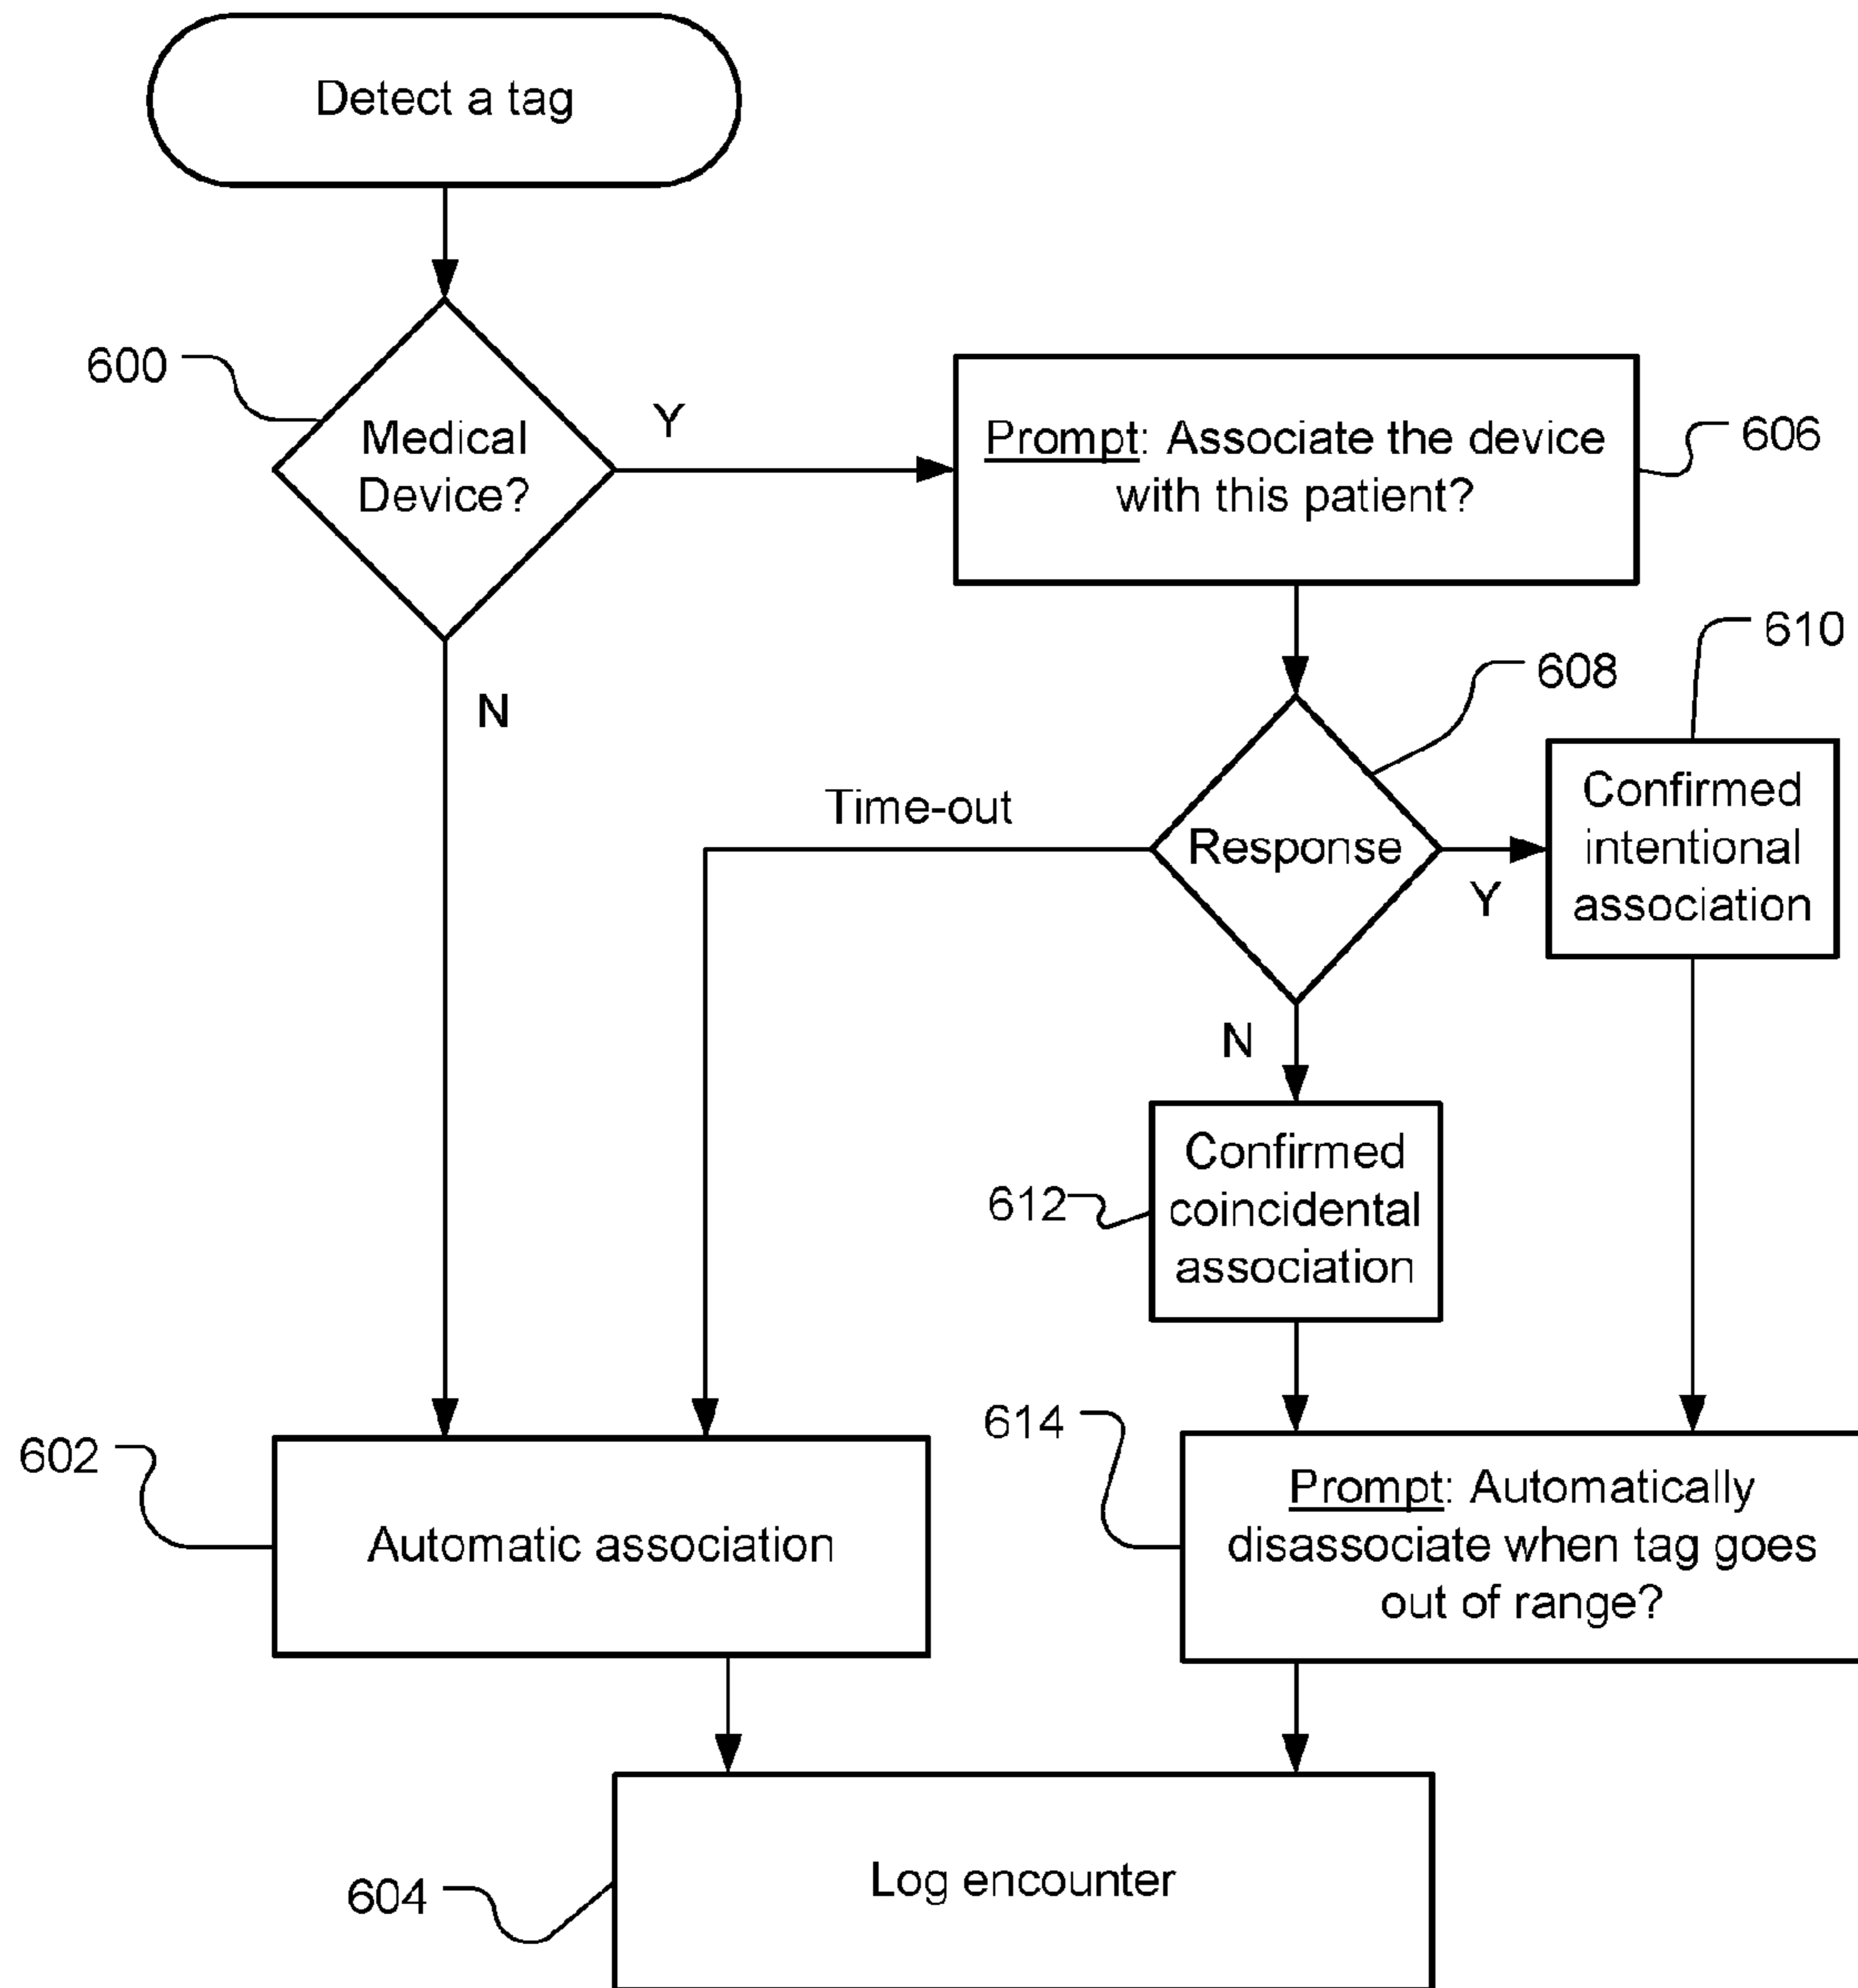 Detect a tag
600
Medical
Device?
Y
Prompt: Associate the device
with this patient?
606
N
608
610
Time-out
Response
Y
Confirmed
intentional
association
N
612
Confirmed
coincidental
association
602
Automatic association
614
Prompt: Automatically
disassociate when tag goes
out of range?
604
Log encounter